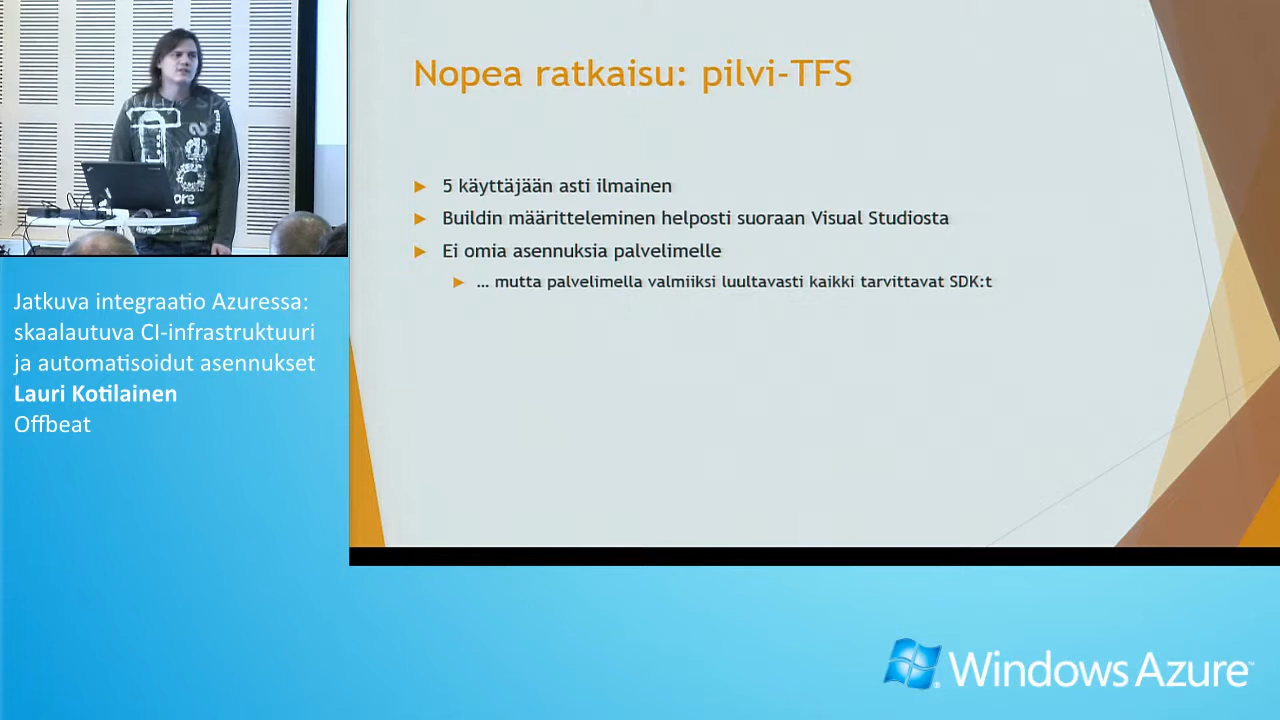 Nopea ratkaisu: pilvi-TFS
5 käyttäjään asti ilmainen
Buildin määritteleminen helposti suoraan Visual Studiosta
Ei omia asennuksia palvelimelle
... mutta palvelimella valmiiksi luultavasti kaikki tarvittavat SDK:t
Jatkuva integraatio Azuressa:
skaalautuva CI-infrastruktuuri
ja automatisoidut asennukset
Lauri Kotilainen
Offbeat
Windows Azure™